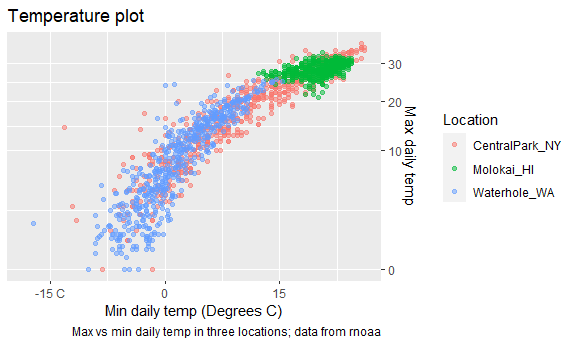 Temperature plot
30
20
10
0
Max daily temp
-15 C
0
15
Min daily temp (Degrees C)
Max vs min daily temp in three locations; data from rnoaa
Location
CentralPark_NY
Molokai_HI
Waterhole_WA